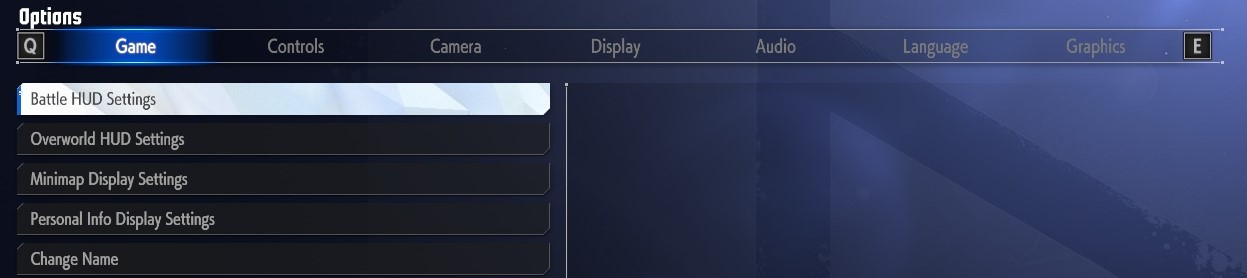 Options
Q Game Controls Camera Display Audio Language Graphics E
Battle HUD Settings
Overworld HUD Settings
Minimap Display Settings
Personal Info Display Settings
Change Name